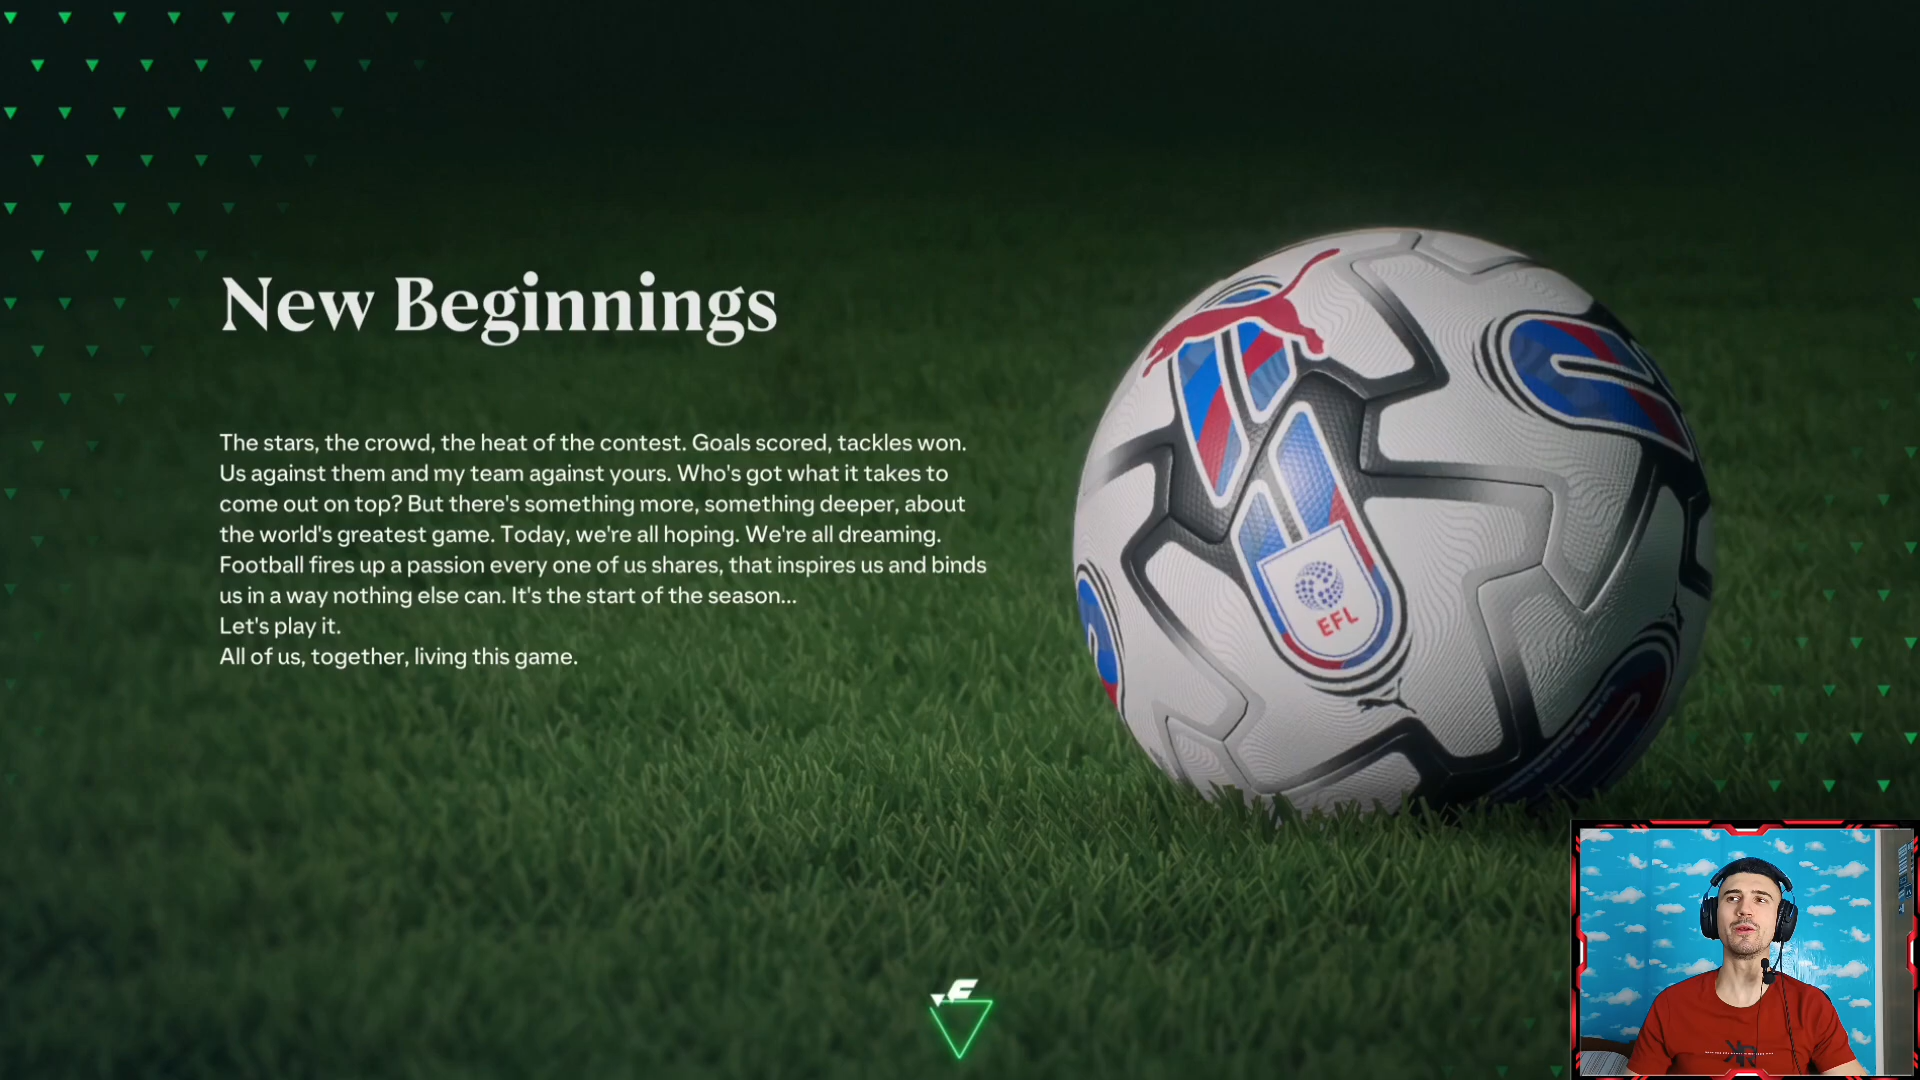 New Beginnings
The stars, the crowd, the heat of the contest. Goals scored, tackles won.
Us against them and my team against yours. Who's got what it takes to
come out on top? But there's something more, something deeper, about
the world's greatest game. Today, we're all hoping. We're all dreaming.
Football fires up a passion every one of us shares, that inspires us and binds
us in a way nothing else can. It's the start of the season...
Let's play it.
All of us, together, living this game.
EFL